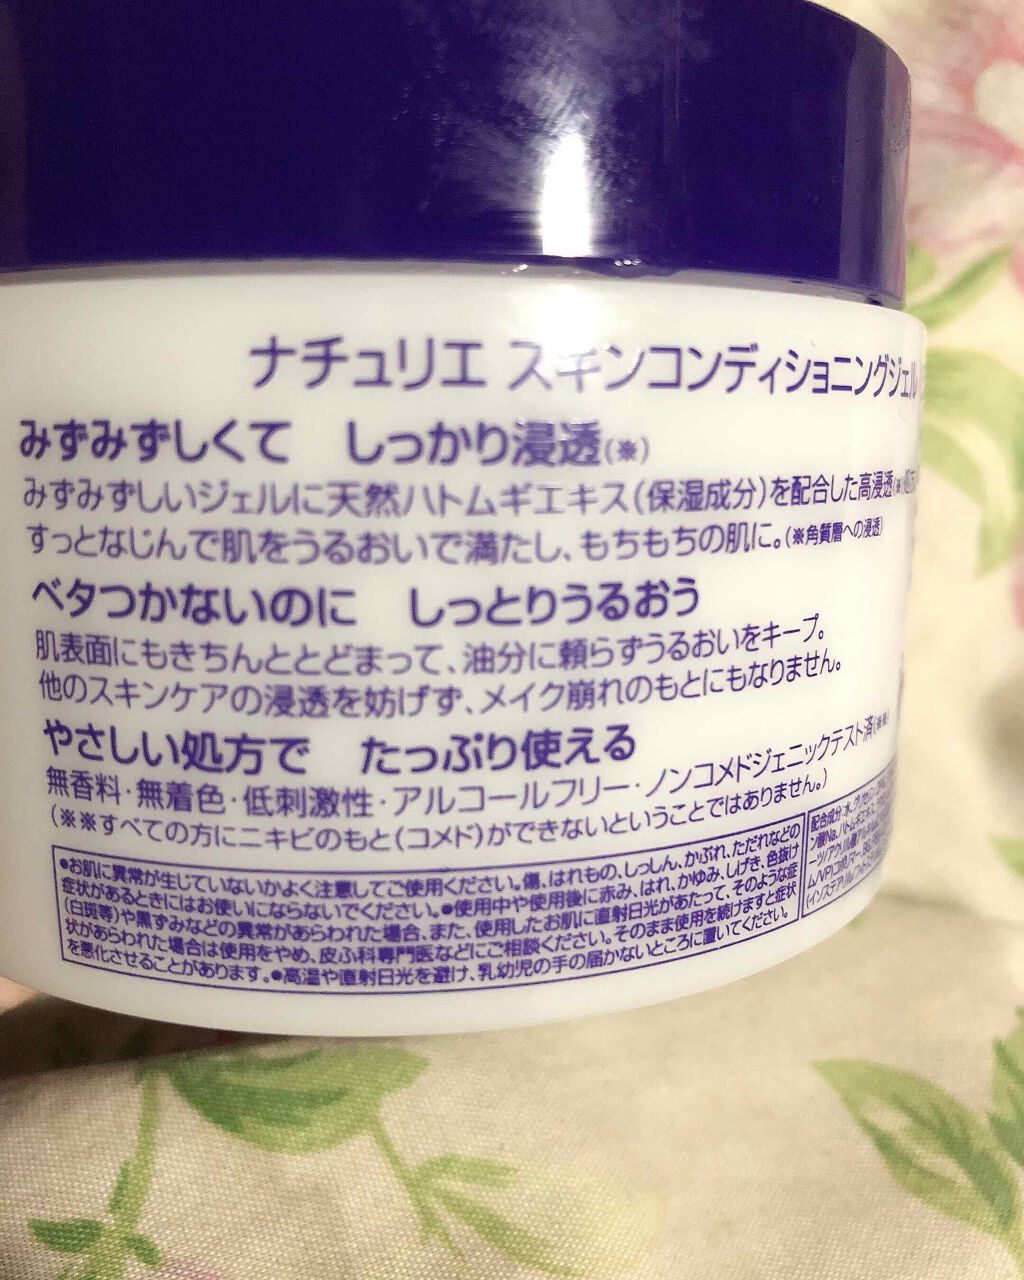 ナチュリエ スキンコンディショニングジェル
みずみずしくて しっかり浸透(※)
みずみずしいジェルに天然ハトムギエキス(保湿成分)を配合した高浸透(※)処方
すっとなじんで肌をうるおいで満たし、もちもちの肌に。(※角質層への浸透)
ベタつかないのに しっとりうるおう
肌表面にもきちんととどまって、油分に頼らずうるおいをキープ。
他のスキンケアの浸透を妨げず、メイク崩れのもとにもなりません。
やさしい処方で たっぷり使える
無香料・無着色・低刺激性・アルコールフリー・ノンコメドジェニックテスト済(※※)
(※※すべての方にニキビのもと(コメド)ができないということではありません。)
●お肌に異常が生じていないかよく注意してご使用ください。傷、はれもの、しっしん、かぶれ、ただれなどの
症状があるときにはお使いにならないでください。●使用中や使用後に赤み、はれ、かゆみ、しげき、色抜け
(白斑等)や黒ずみなどの異常があらわれた場合、また、使用したお肌に直射日光があたって、そのような症
状があらわれた場合は使用をやめ、皮ふ科専門医などにご相談ください。そのまま使用を続けますと症状
を悪化させることがあります。●高温や直射日光を避け、乳幼児の手の届かないところに置いてください。
配合成分:水、グリセリン、
ン酸Na、ハトムギエキス、